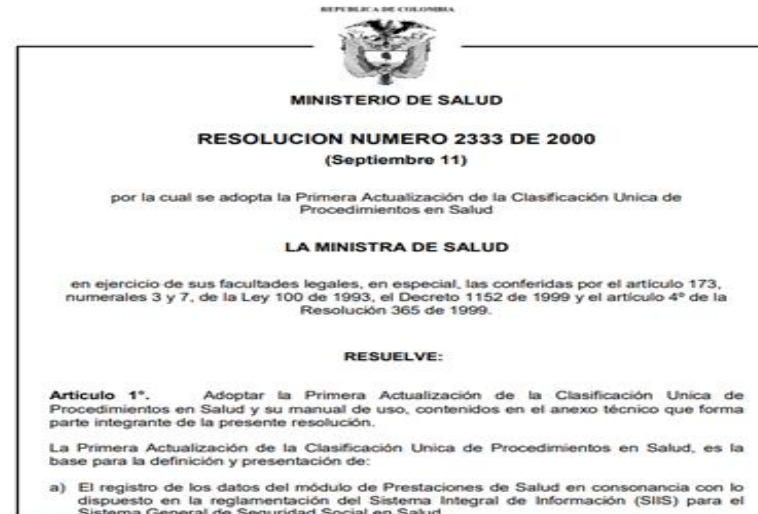 REPUBLICA DE COLOMBIA
MINISTERIO DE SALUD
RESOLUCION NUMERO 2333 DE 2000
(Septiembre 11)
por la cual se adopta la Primera Actualización de la Clasificación Unica de
Procedimientos en Salud
LA MINISTRA DE SALUD
en ejercicio de sus facultades legales, en especial, las conferidas por el artículo 173,
numerales 3 y 7, de la Ley 100 de 1993, el Decreto 1152 de 1999 y el artículo 4º de la
Resolución 365 de 1999.
RESUELVE:
Artículo 1°. Adoptar la Primera Actualización de la Clasificación Unica de
Procedimientos en Salud y su manual de uso, contenidos en el anexo técnico que forma
parte integrante de la presente resolución.
La Primera Actualización de la Clasificación Unica de Procedimientos en Salud, es la
base para la definición y presentación de:
a) El registro de los datos del módulo de Prestaciones de Salud en consonancia con lo
dispuesto en la reglamentación del Sistema Integral de Información (SIIS) para el
Sistema General de Seguridad Social en Salud